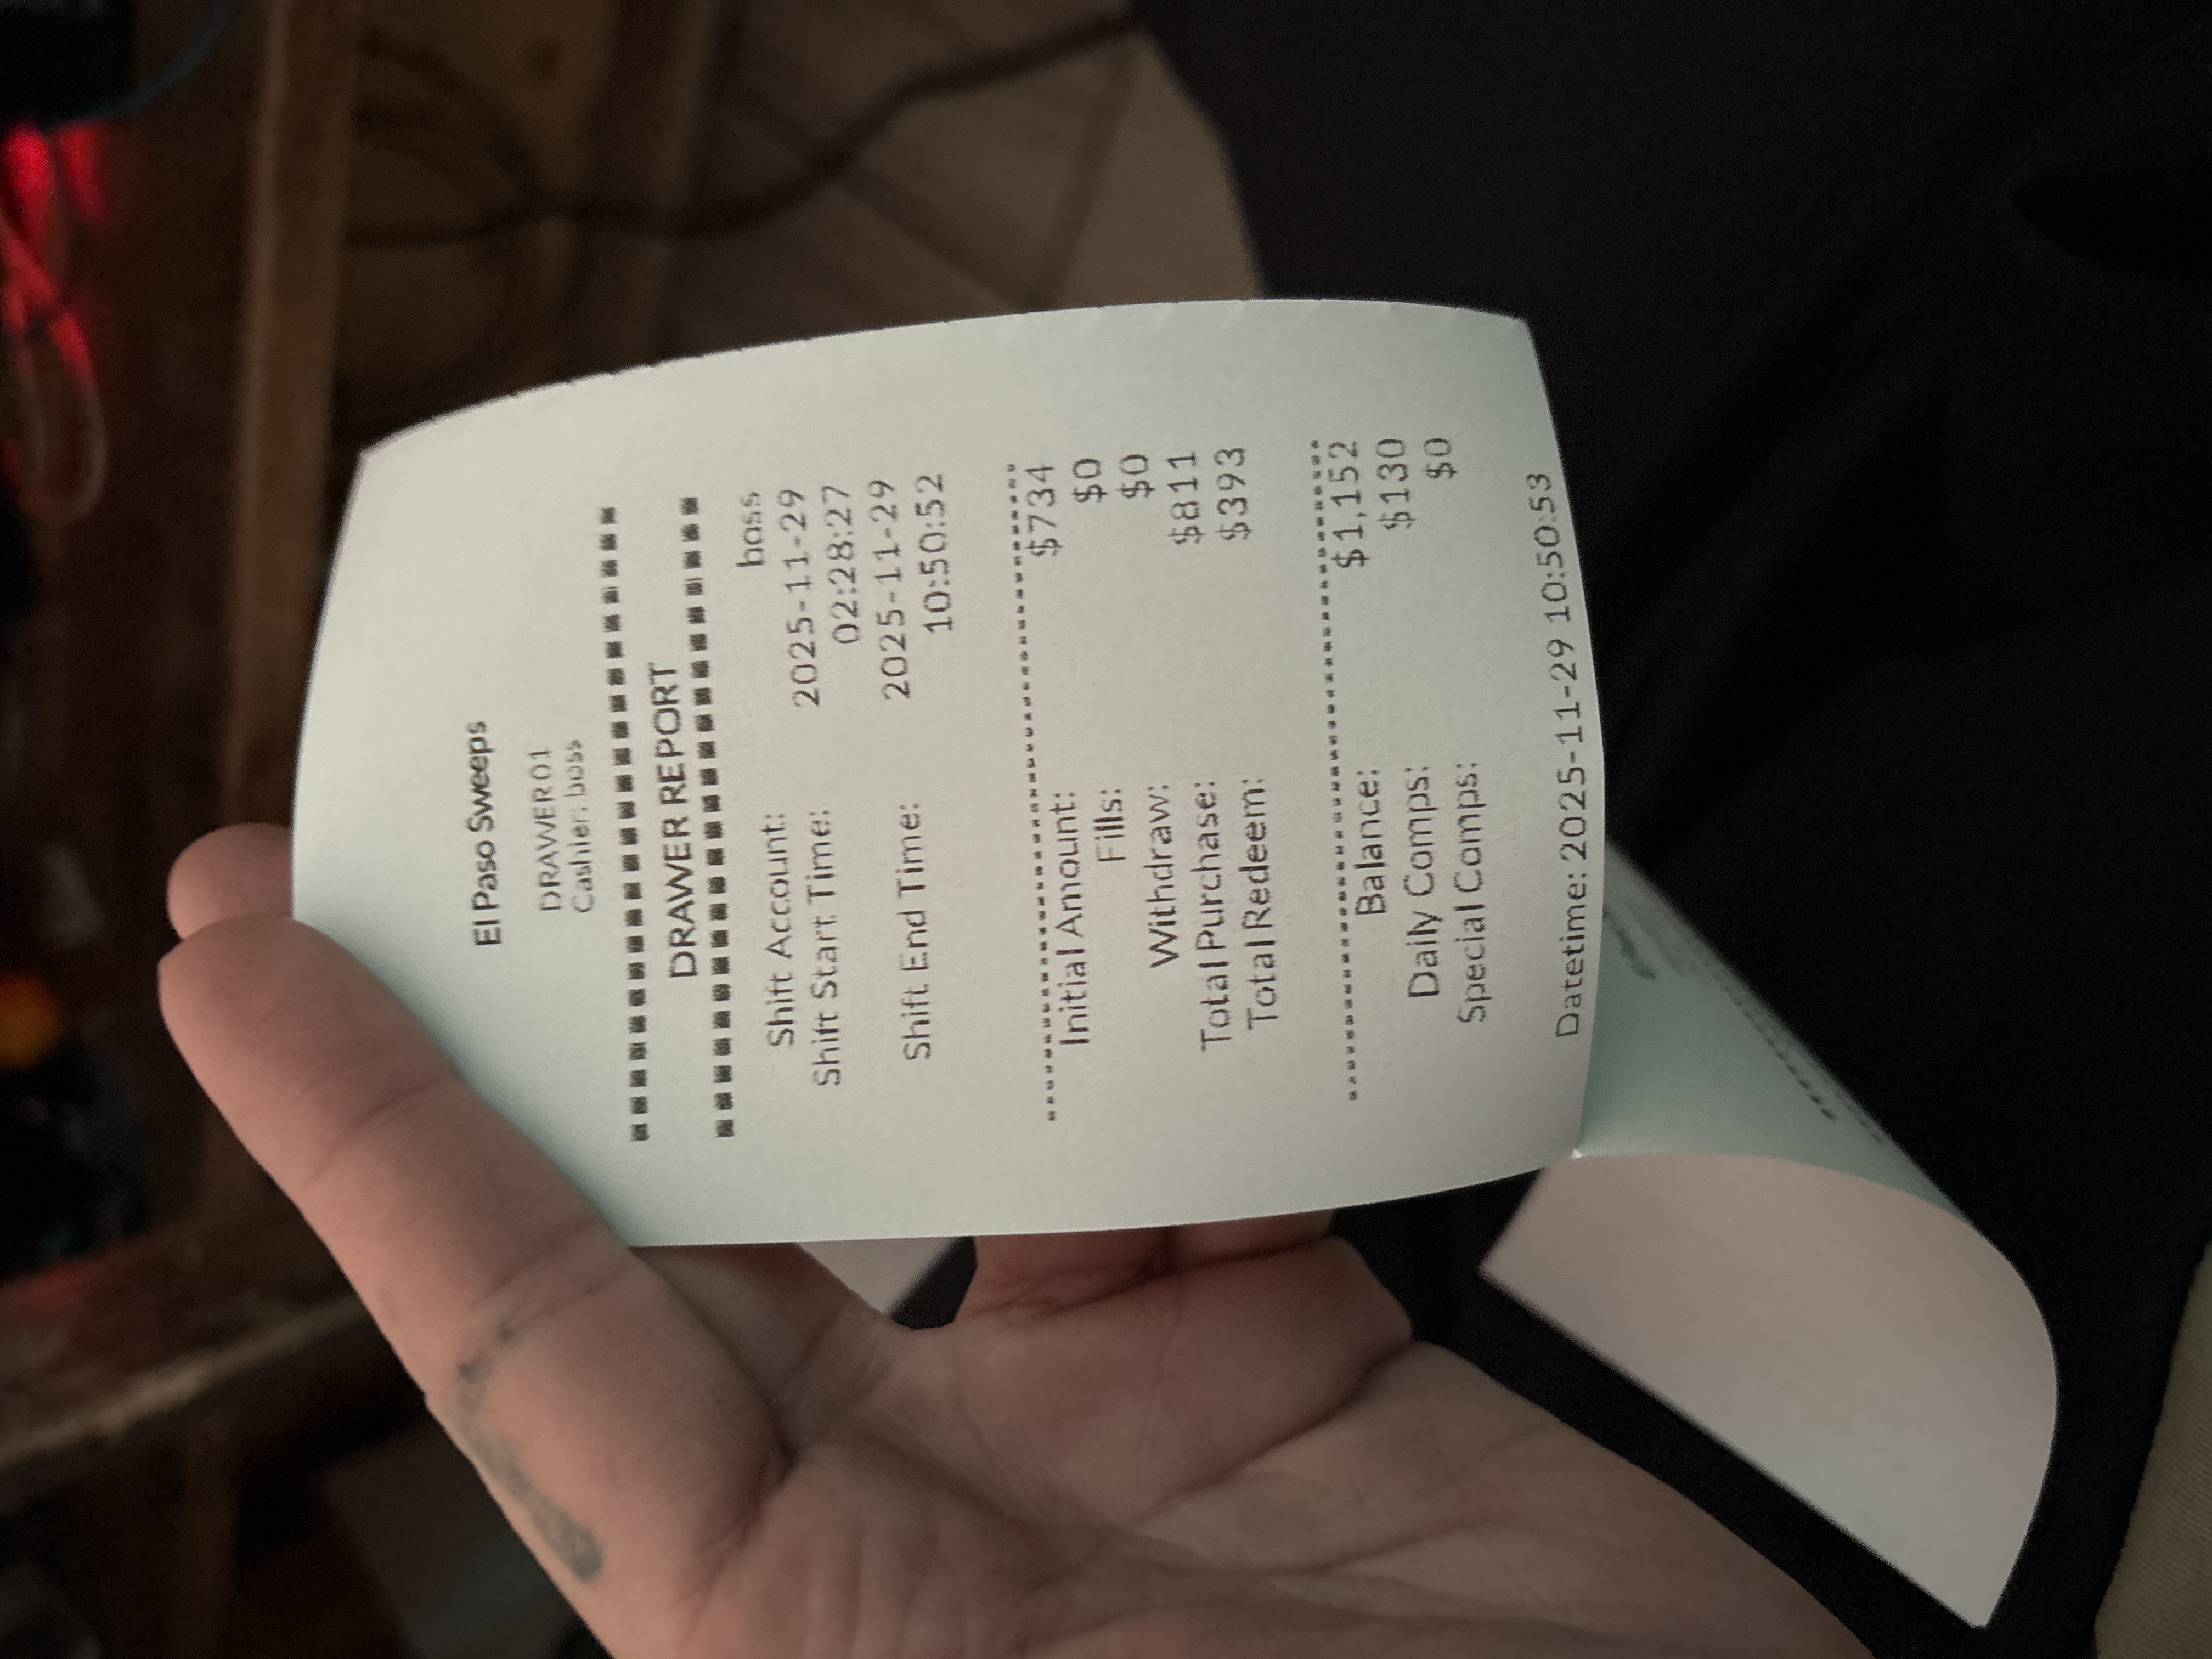 El Paso Sweeps
DRAWER01
Cashier: boss
DRAWER REPORT
Shift Account: boss
Shift Start Time: 2025-11-29
02:28:27
Shift End Time: 2025-11-29
10:50:52
Initial Amount: $734
Fills: $0
Withdraw: $0
Total Purchase: $811
Total Redeem: $393
Balance: $1,152
Daily Comps: $130
Special Comps: $0
Datetime: 2025-11-29 10:50:53